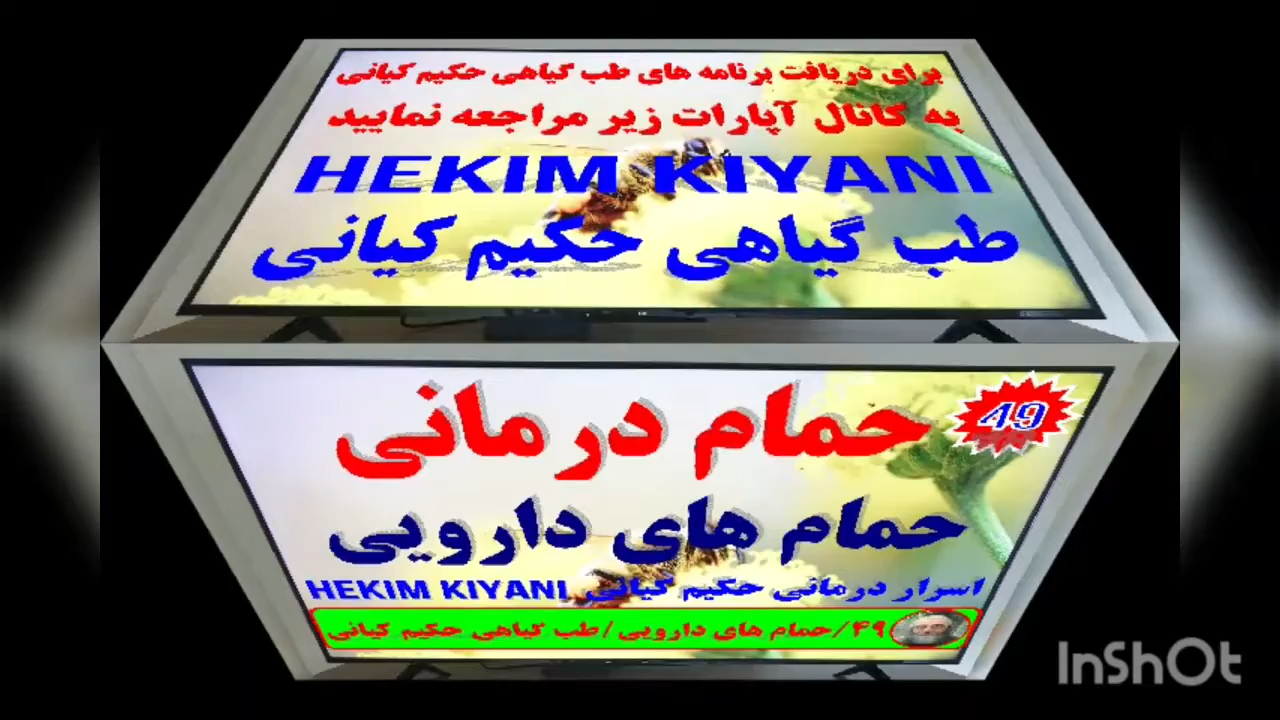 برای دریافت برنامه های طب گیاهی حکیم کیانی
به کانال آپارات زیر مراجعه نمایید
HEKIM KIYANI
طب گیاهی حکیم کیانی
حمام درمانی
49
حمام های دارویی
اسرار درمانی حکیم کیانی HEKIM KIYANI
۴۹/حمام های دارویی/طب گیاهی حکیم کیانی
InShOt